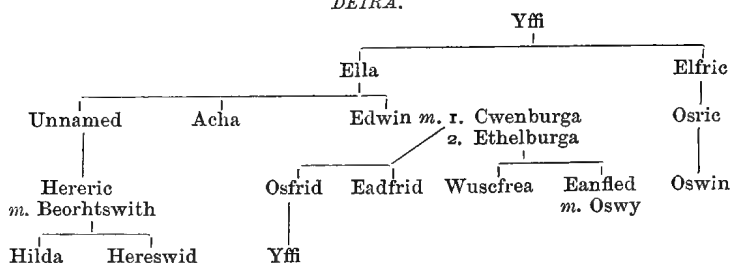 DEIRA.
Yffi
Ella Elfric
Unnamed Acha Edwin m. 1. Cwenburga Osric
2. Ethelburga
Hereric Osfrid Eadfrid Wuscfrea Eanfled Oswin
m. Beorhtswith m. Oswy
Hilda Hereswid Yffi